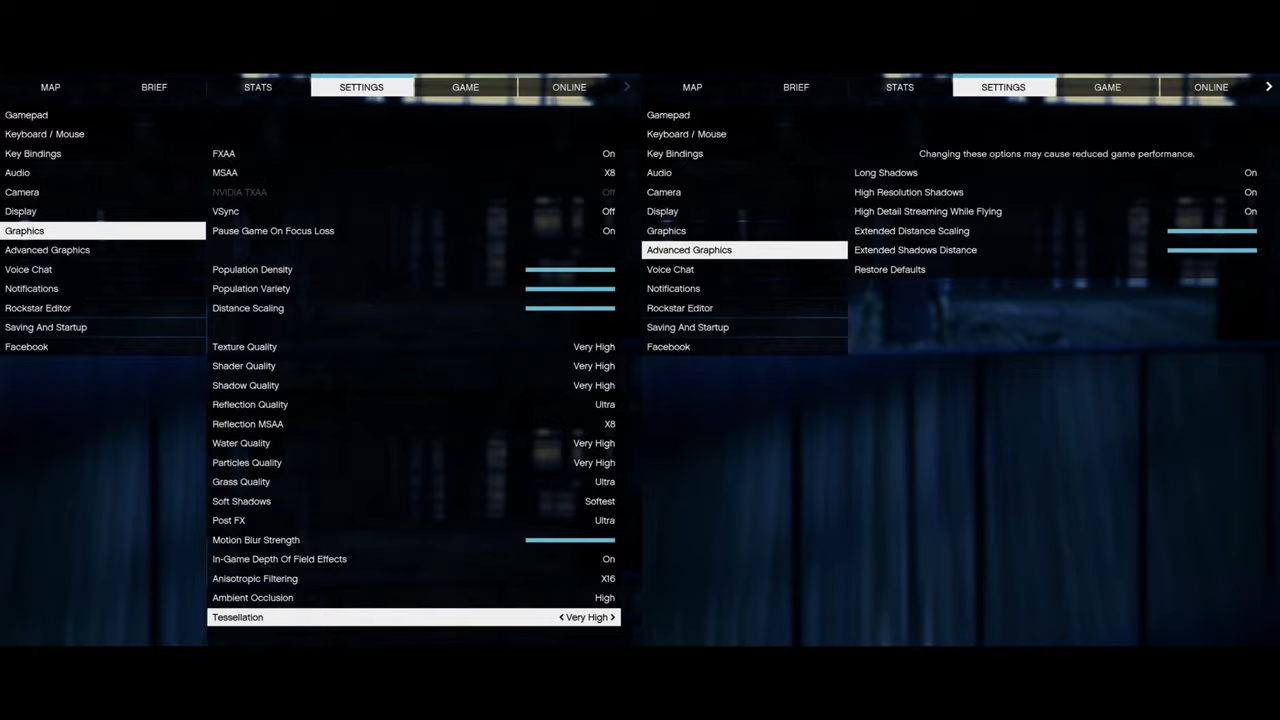 MAP BRIEF STATS SETTINGS GAME ONLINE
Gamepad
Keyboard / Mouse
Key Bindings
Audio
Camera
Display
Graphics
Advanced Graphics
Voice Chat
Notifications
Rockstar Editor
Saving And Startup
Facebook
FXAA On
MSAA X8
NVIDIA TXAA Off
VSync Off
Pause Game On Focus Loss On
Population Density
Population Variety
Distance Scaling
Texture Quality Very High
Shader Quality Very High
Shadow Quality Very High
Reflection Quality Ultra
Reflection MSAA X8
Water Quality Very High
Particles Quality Very High
Grass Quality Ultra
Soft Shadows Softest
Post FX Ultra
Motion Blur Strength
In-Game Depth Of Field Effects On
Anisotropic Filtering X16
Ambient Occlusion High
Tessellation < Very High >
MAP BRIEF STATS SETTINGS GAME ONLINE
Gamepad
Keyboard / Mouse
Key Bindings
Audio
Camera
Display
Graphics
Advanced Graphics
Voice Chat
Notifications
Rockstar Editor
Saving And Startup
Facebook
Changing these options may cause reduced game performance.
Long Shadows On
High Resolution Shadows On
High Detail Streaming While Flying On
Extended Distance Scaling
Extended Shadows Distance
Restore Defaults